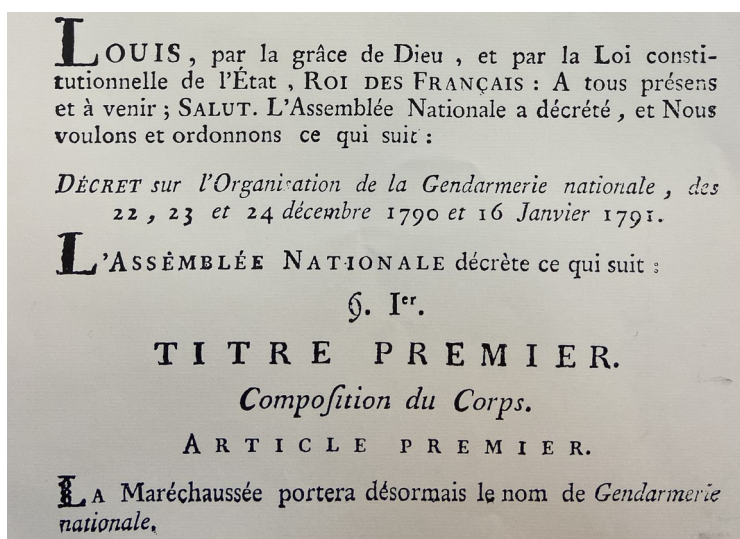 LOUIS, par la grâce de Dieu, et par la Loi consti-
tutionnelle de l'État, ROI DES FRANÇAIS : A tous présens
et à venir ; SALUT. L'Assemblée Nationale a décrété, et Nous
voulons et ordonnons ce qui suit :
DÉCRET sur l'Organisation de la Gendarmerie nationale, des
22, 23 et 24 décembre 1790 et 16 Janvier 1791.
L'ASSEMBLÉE NATIONALE décrète ce qui suit :
§. Ier.
TITRE PREMIER.
Compoſition du Corps.
ARTICLE PREMIER.
LA Maréchaussée portera désormais le nom de Gendarmerie
nationale.